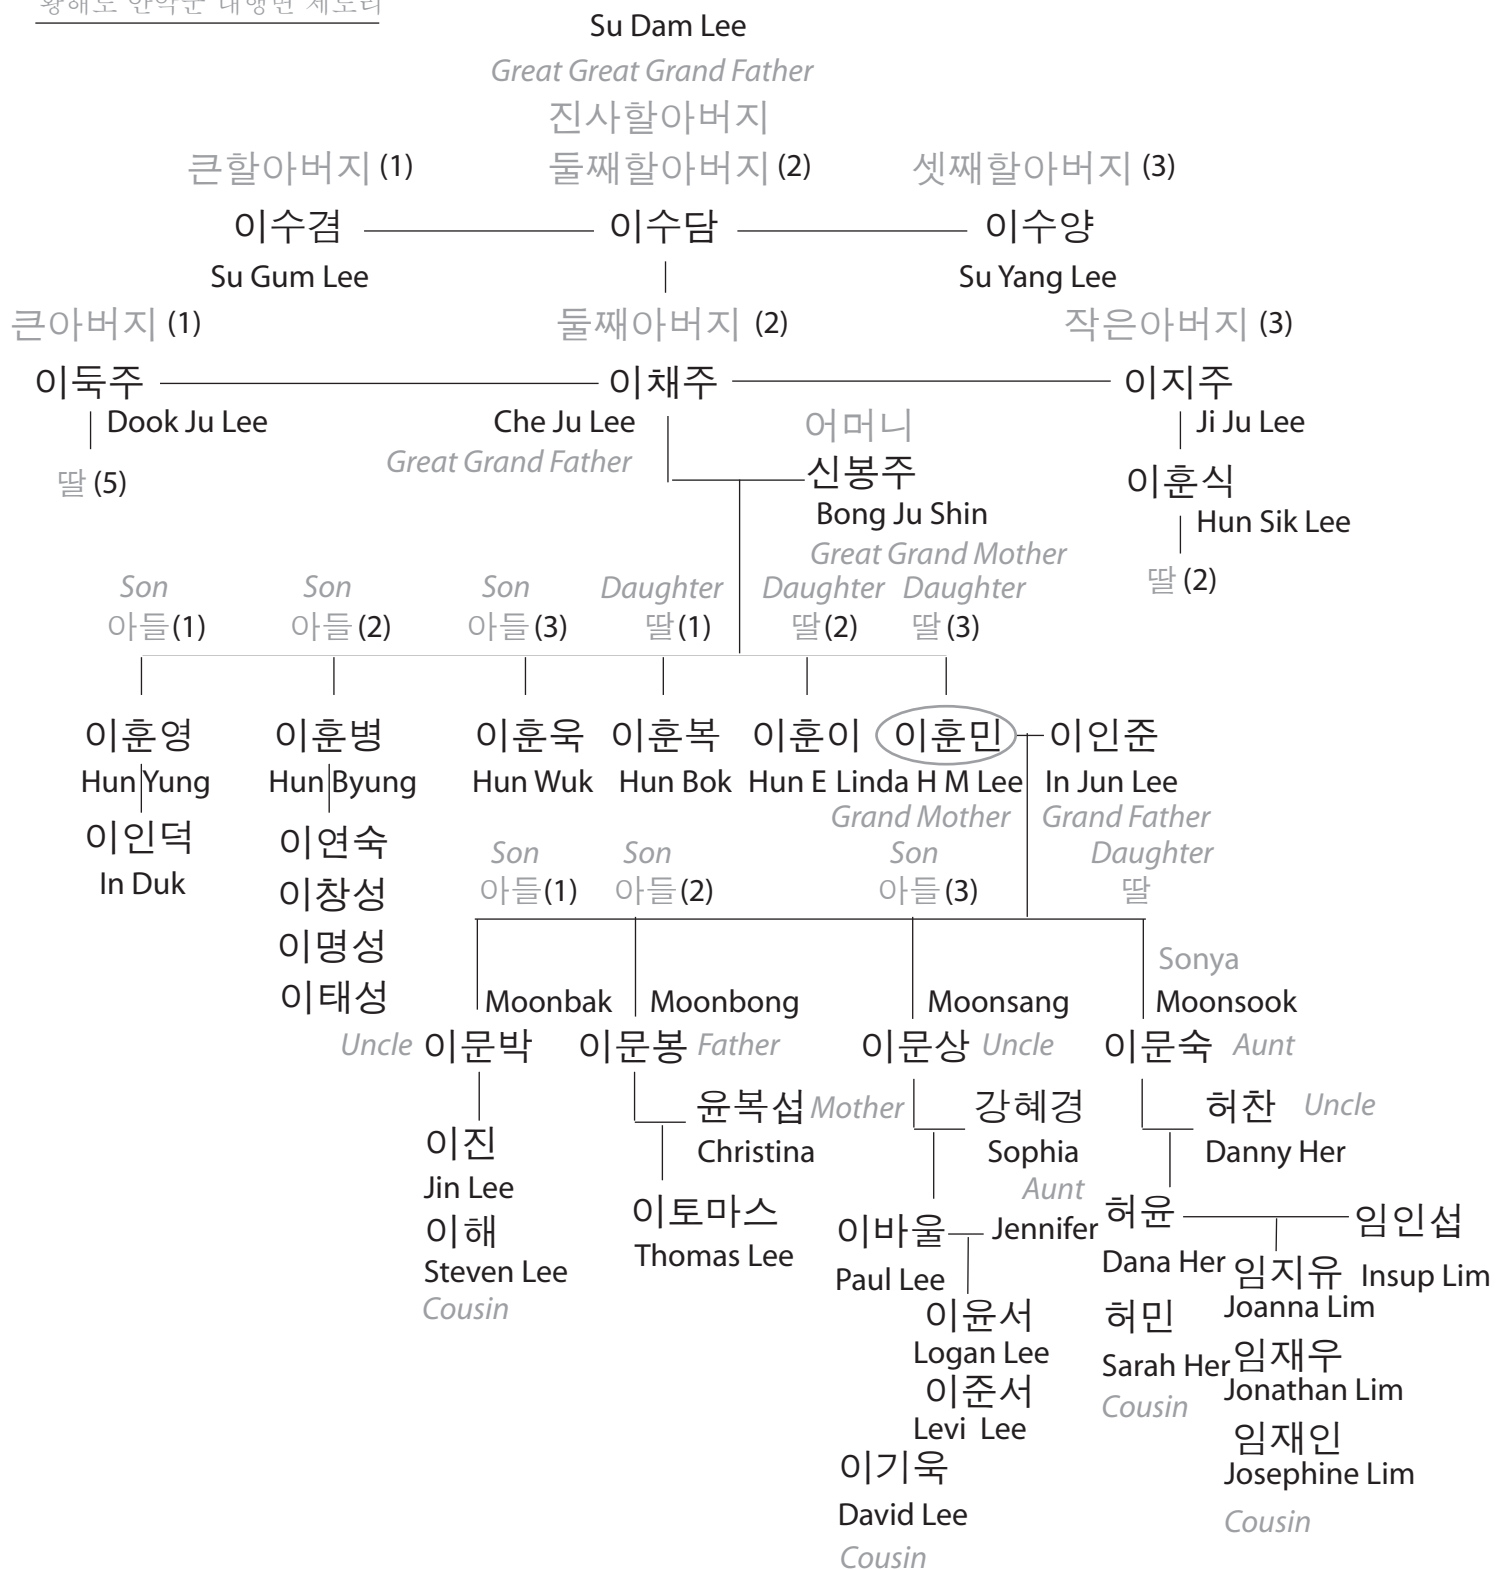 Su Dam Lee
Great Great Grand Father
진사할아버지
큰할아버지 (1) 둘째할아버지 (2) 셋째할아버지 (3)
이수겸 이수담 이수양
Su Gum Lee Su Yang Lee
큰아버지 (1) 둘째아버지 (2) 작은아버지 (3)
이둑주 이채주 이지주
Dook Ju Lee Che Ju Lee 어머니 Ji Ju Lee
Great Grand Father 신봉주 이훈식
딸 (5) Bong Ju Shin Hun Sik Lee
Great Grand Mother
딸 (2)
Son Son Son Daughter Daughter Daughter
아들(1) 아들(2) 아들(3) 딸(1) 딸(2) 딸(3)
이훈영 이훈병 이훈욱 이훈복 이훈이 이훈민 이인준
Hun Yung Hun Byung Hun Wuk Hun Bok Hun E Linda H M Lee In Jun Lee
Grand Mother Grand Father
이인덕 이연숙 Son Son Son Daughter
In Duk 이창성 아들(1) 아들(2) 아들(3) 딸
이명성
이태성
Sonya
Moonbak Moonbong Moonsang Moonsook
Uncle 이문박 이문봉 Father 이문상 Uncle 이문숙 Aunt
윤복섭 Mother 강혜경 허찬 Uncle
이진 Christina Sophia Danny Her
Jin Lee Aunt
이해 이토마스 이바울 Jennifer 허윤 임인섭
Steven Lee Thomas Lee Paul Lee Dana Her 임지유 Insup Lim
Cousin 이윤서 허민 Joanna Lim
Logan Lee Sarah Her 임재우
이준서 Cousin Jonathan Lim
Levi Lee 임재인
이기욱 Josephine Lim
David Lee Cousin
Cousin